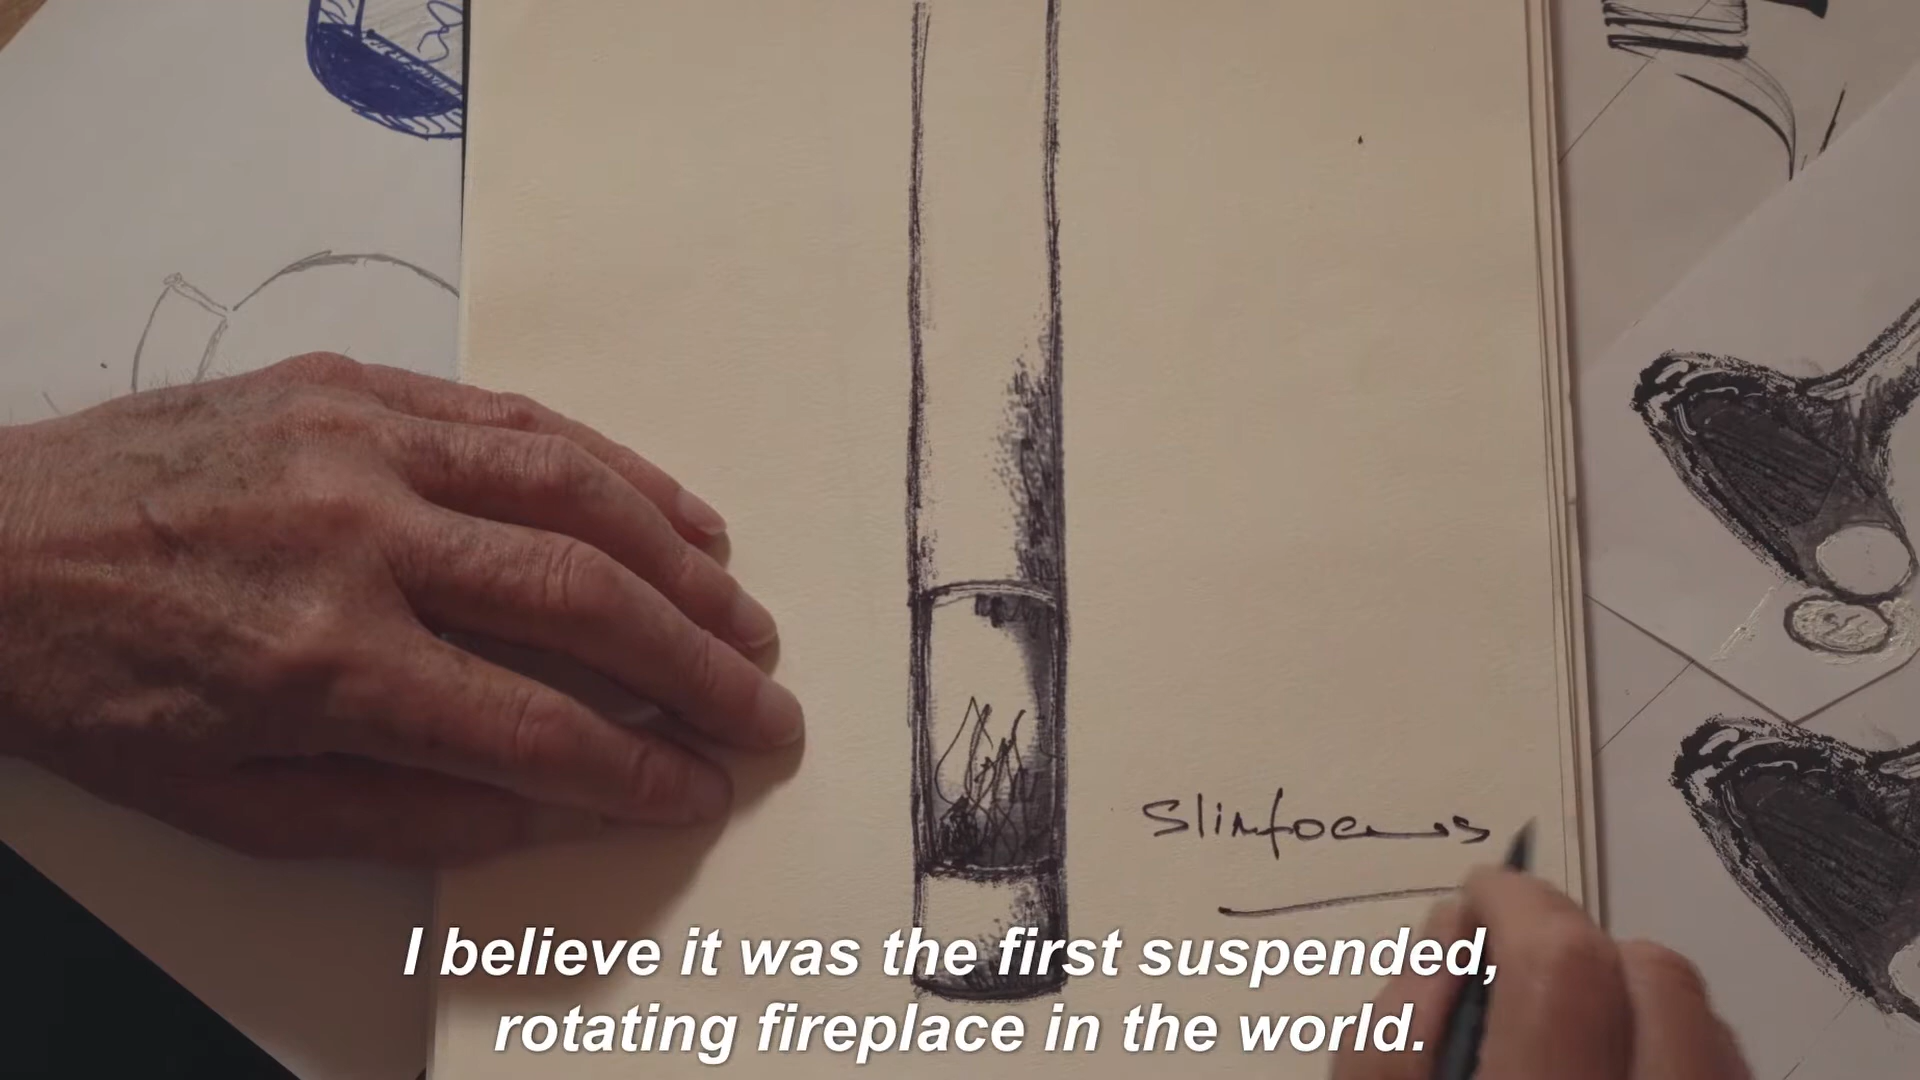 Slimfocus
I believe it was the first suspended,
rotating fireplace in the world.